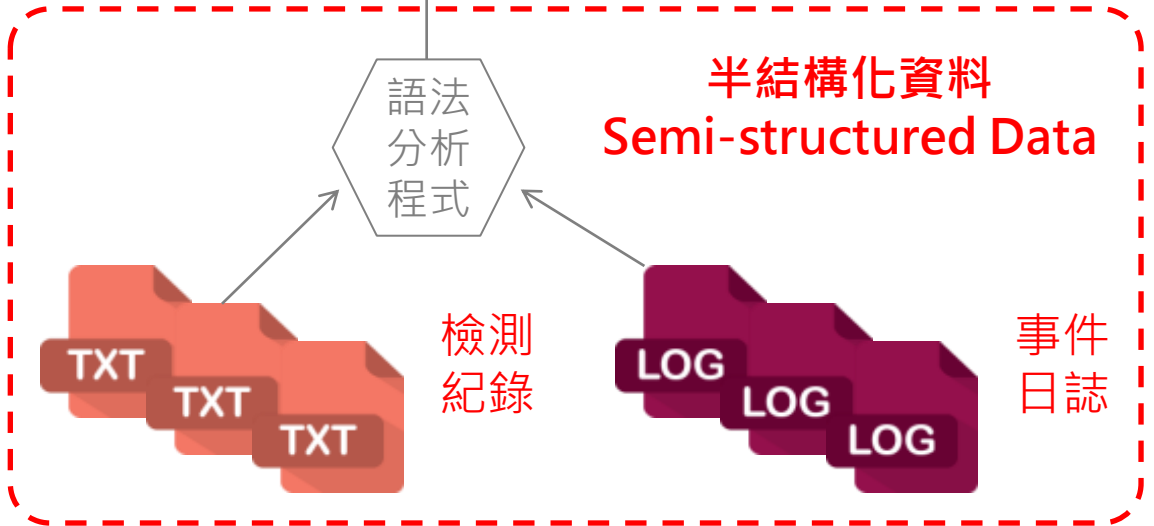 語法
分析
程式
半結構化資料
Semi-structured Data
TXT
TXT
TXT
檢測
紀錄
LOG
LOG
LOG
事件
日誌